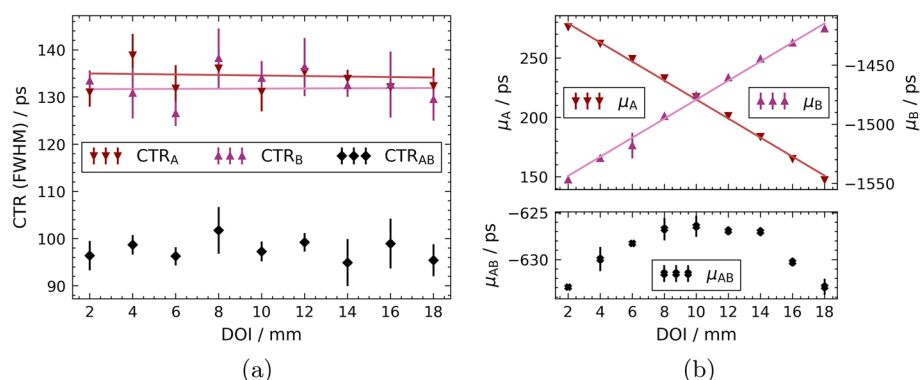 140
130
120
110
100
90
CTR (FWHM) / ps
CTR_A
CTR_B
CTR_AB
2 4 6 8 10 12 14 16 18
DOI / mm
(a)
250
200
150
μ_A / ps
μ_A
μ_B
−1450
−1500
−1550
μ_B / ps
−625
−630
μ_AB / ps
μ_AB
2 4 6 8 10 12 14 16 18
DOI / mm
(b)